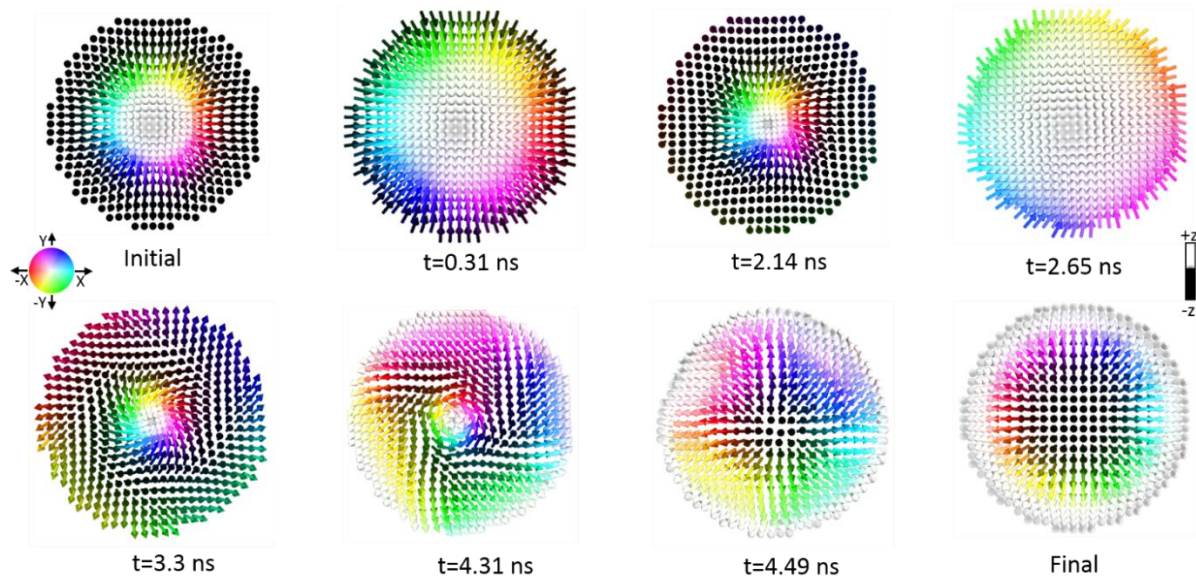 Initial
t=0.31 ns
t=2.14 ns
t=2.65 ns
Y
-X
X
-Y
+z
-z
t=3.3 ns
t=4.31 ns
t=4.49 ns
Final